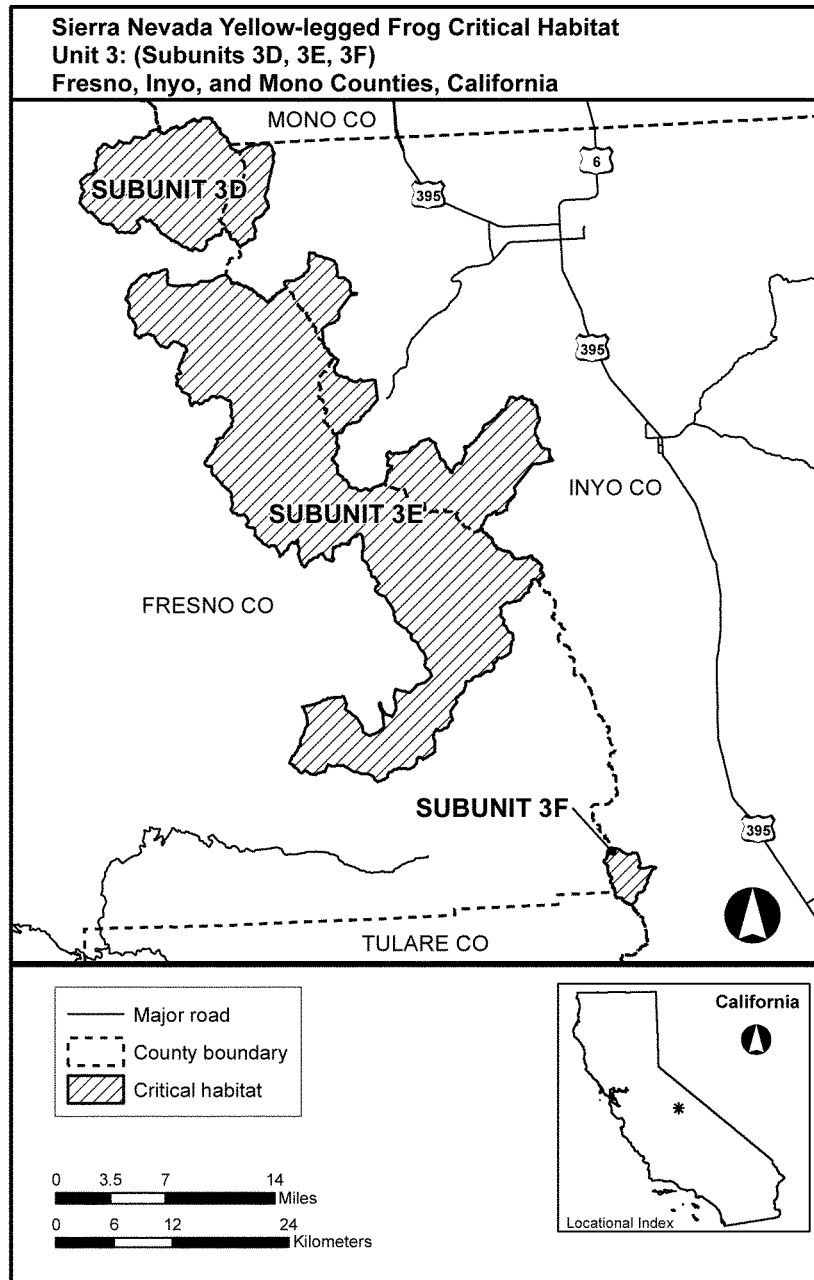 Sierra Nevada Yellow-legged Frog Critical Habitat
Unit 3: (Subunits 3D, 3E, 3F)
Fresno, Inyo, and Mono Counties, California
MONO CO
6
SUBUNIT 3D
395
395
INYO CO
SUBUNIT 3E
FRESNO CO
SUBUNIT 3F
395
TULARE CO
Major road
County boundary
Critical habitat
California
0 3.5 7 14
Miles
0 6 12 24
Kilometers
Locational Index